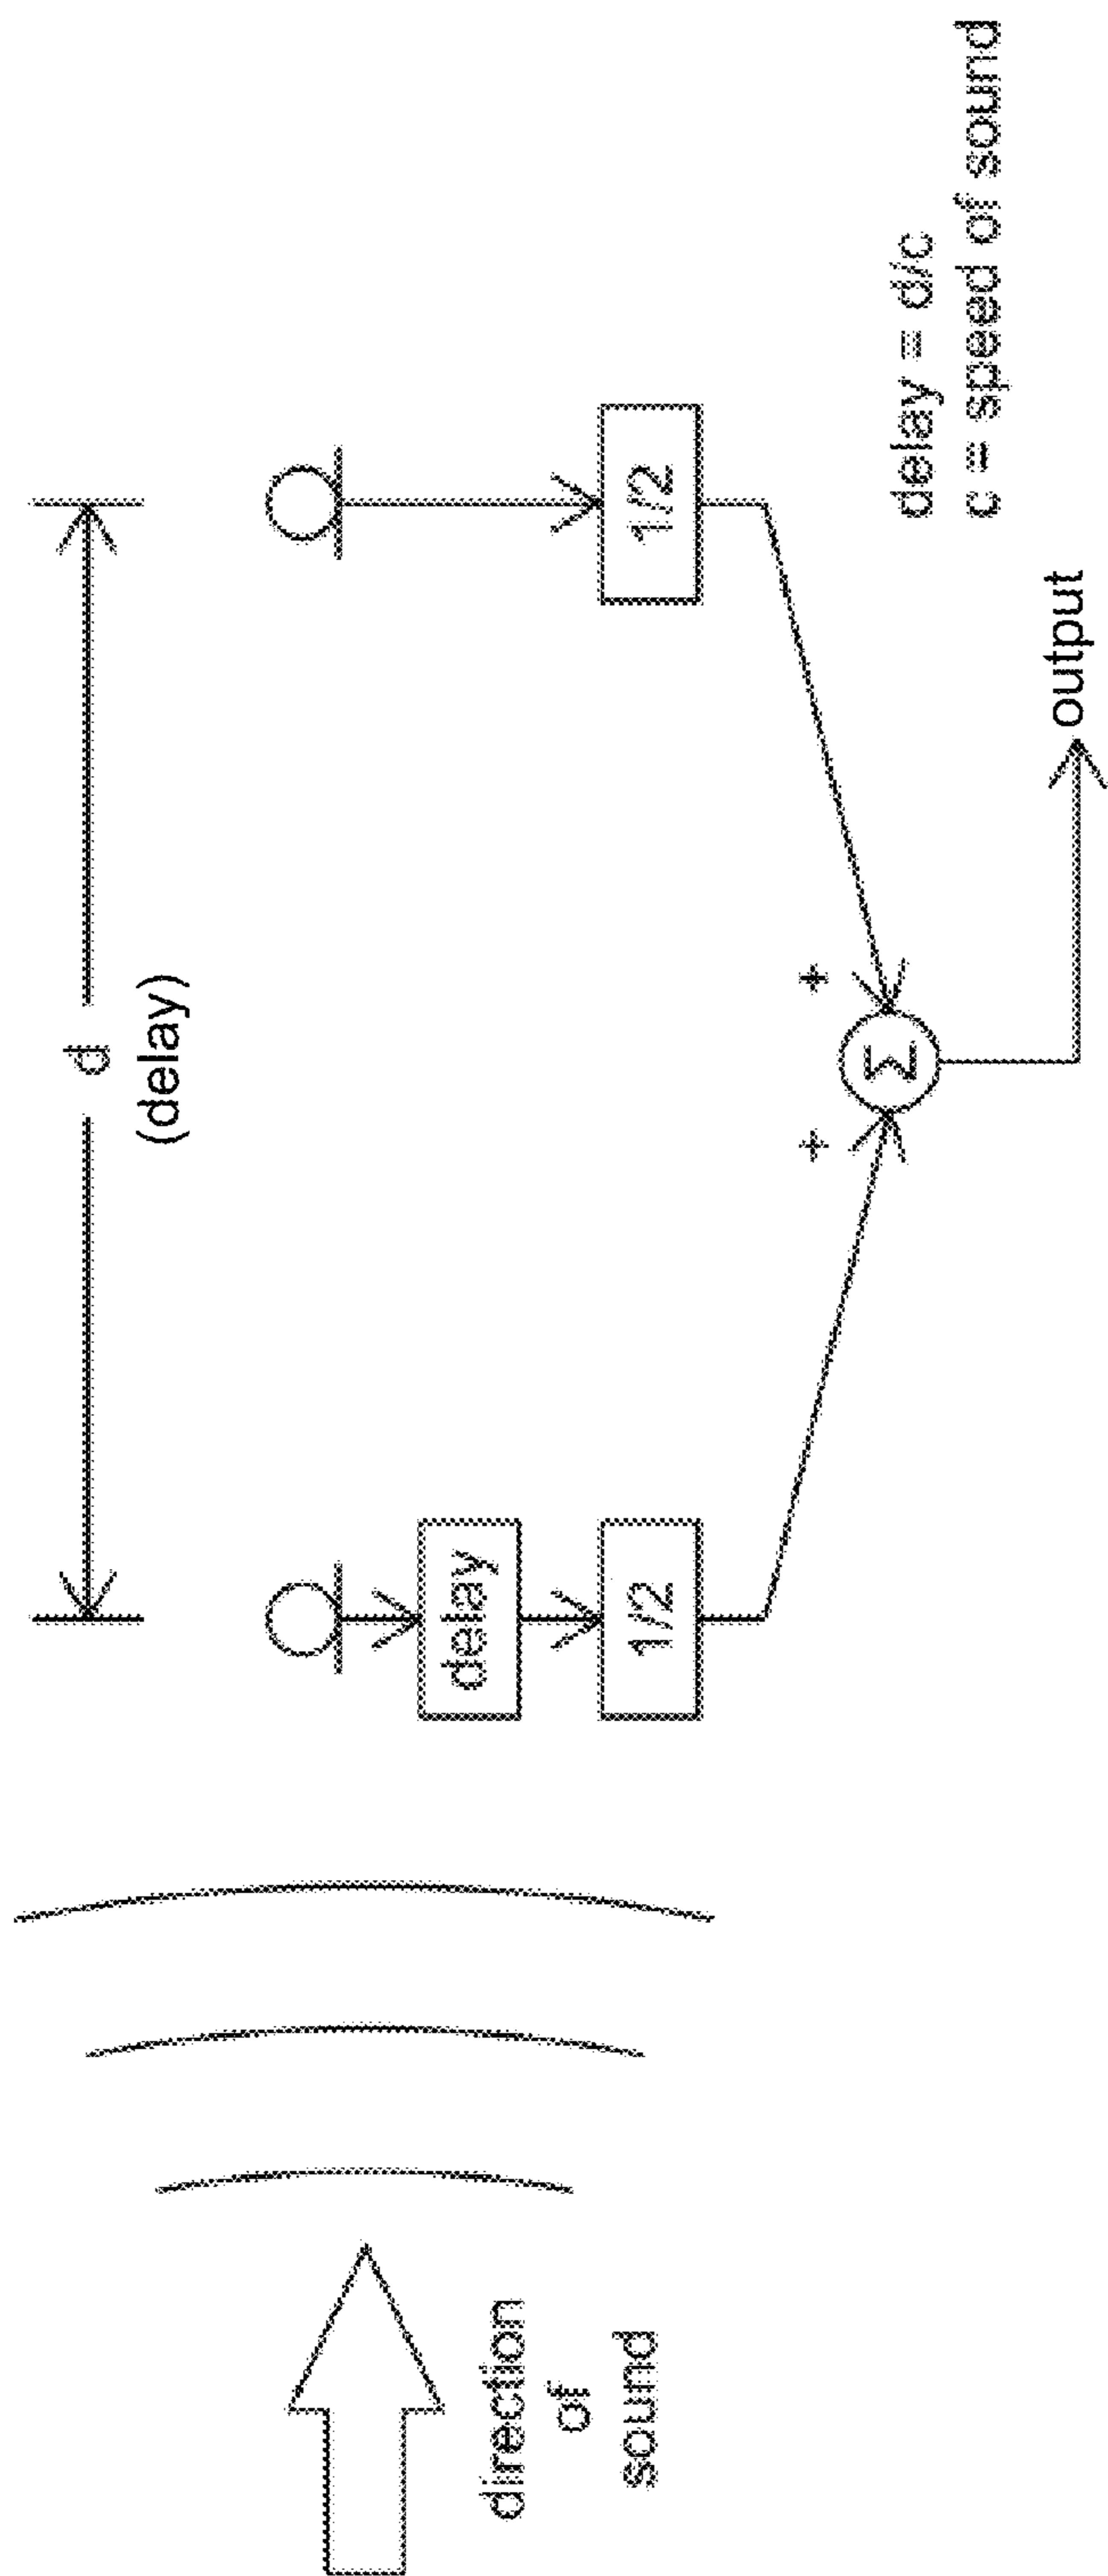 d
(delay)
direction
of
sound
delay
1/2
1/2
+
+
Σ
output
delay = d/c
c = speed of sound